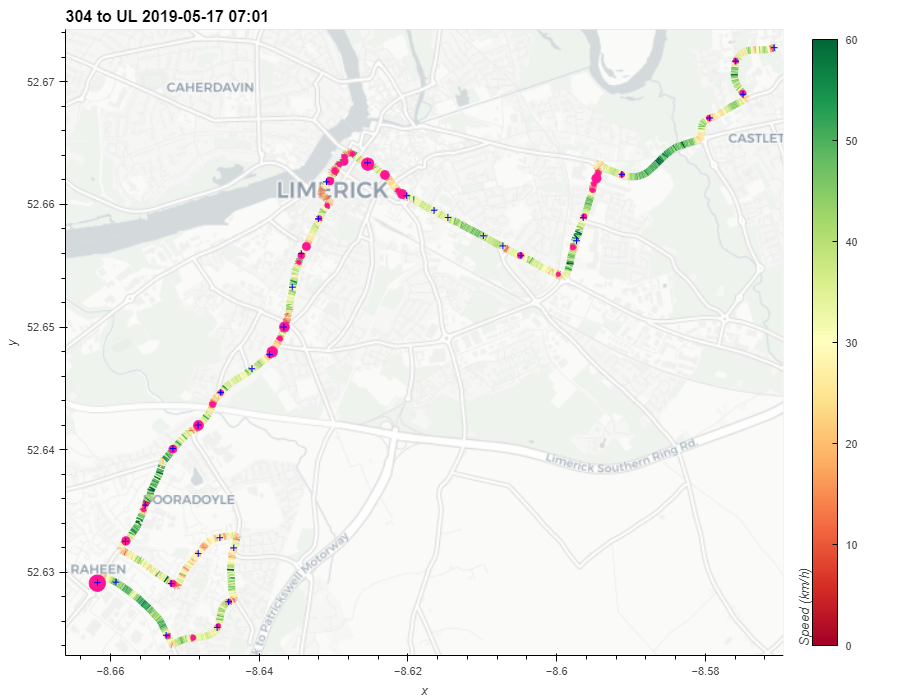 304 to UL 2019-05-17 07:01
52.67
52.66
52.65
52.64
52.63
y
−8.66
−8.64
−8.62
−8.6
−8.58
x
CAHERDAVIN
CASTLET
LIMERICK
Limerick Southern Ring Rd
OORADOYLE
RAHEEN
k to Patrickswell Motorway
60
50
40
30
20
10
0
Speed (km/h)